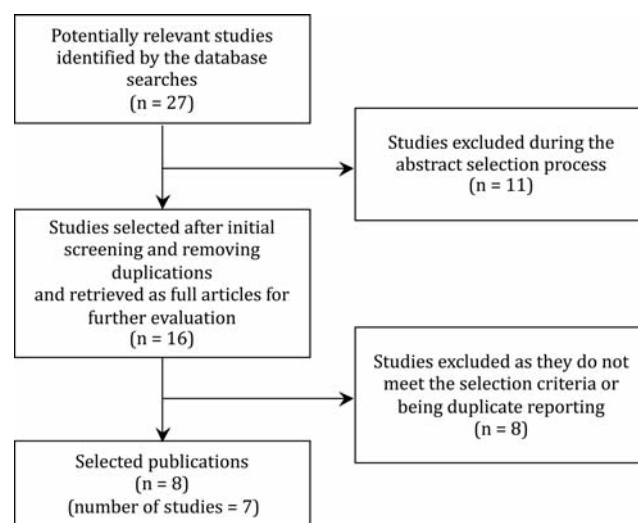 Potentially relevant studies
identified by the database
searches
(n = 27)
Studies excluded during the
abstract selection process
(n = 11)
Studies selected after initial
screening and removing
duplications
and retrieved as full articles for
further evaluation
(n = 16)
Studies excluded as they do not
meet the selection criteria or
being duplicate reporting
(n = 8)
Selected publications
(n = 8)
(number of studies = 7)